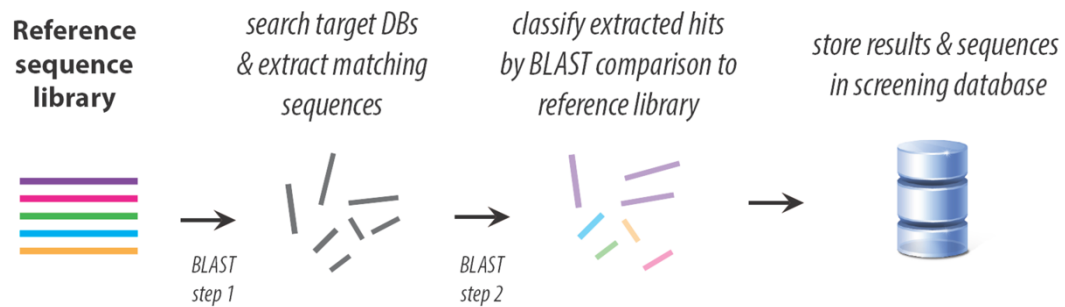 Reference
sequence
library
search target DBs
& extract matching
sequences
classify extracted hits
by BLAST comparison to
reference library
store results & sequences
in screening database
BLAST
step 1
BLAST
step 2